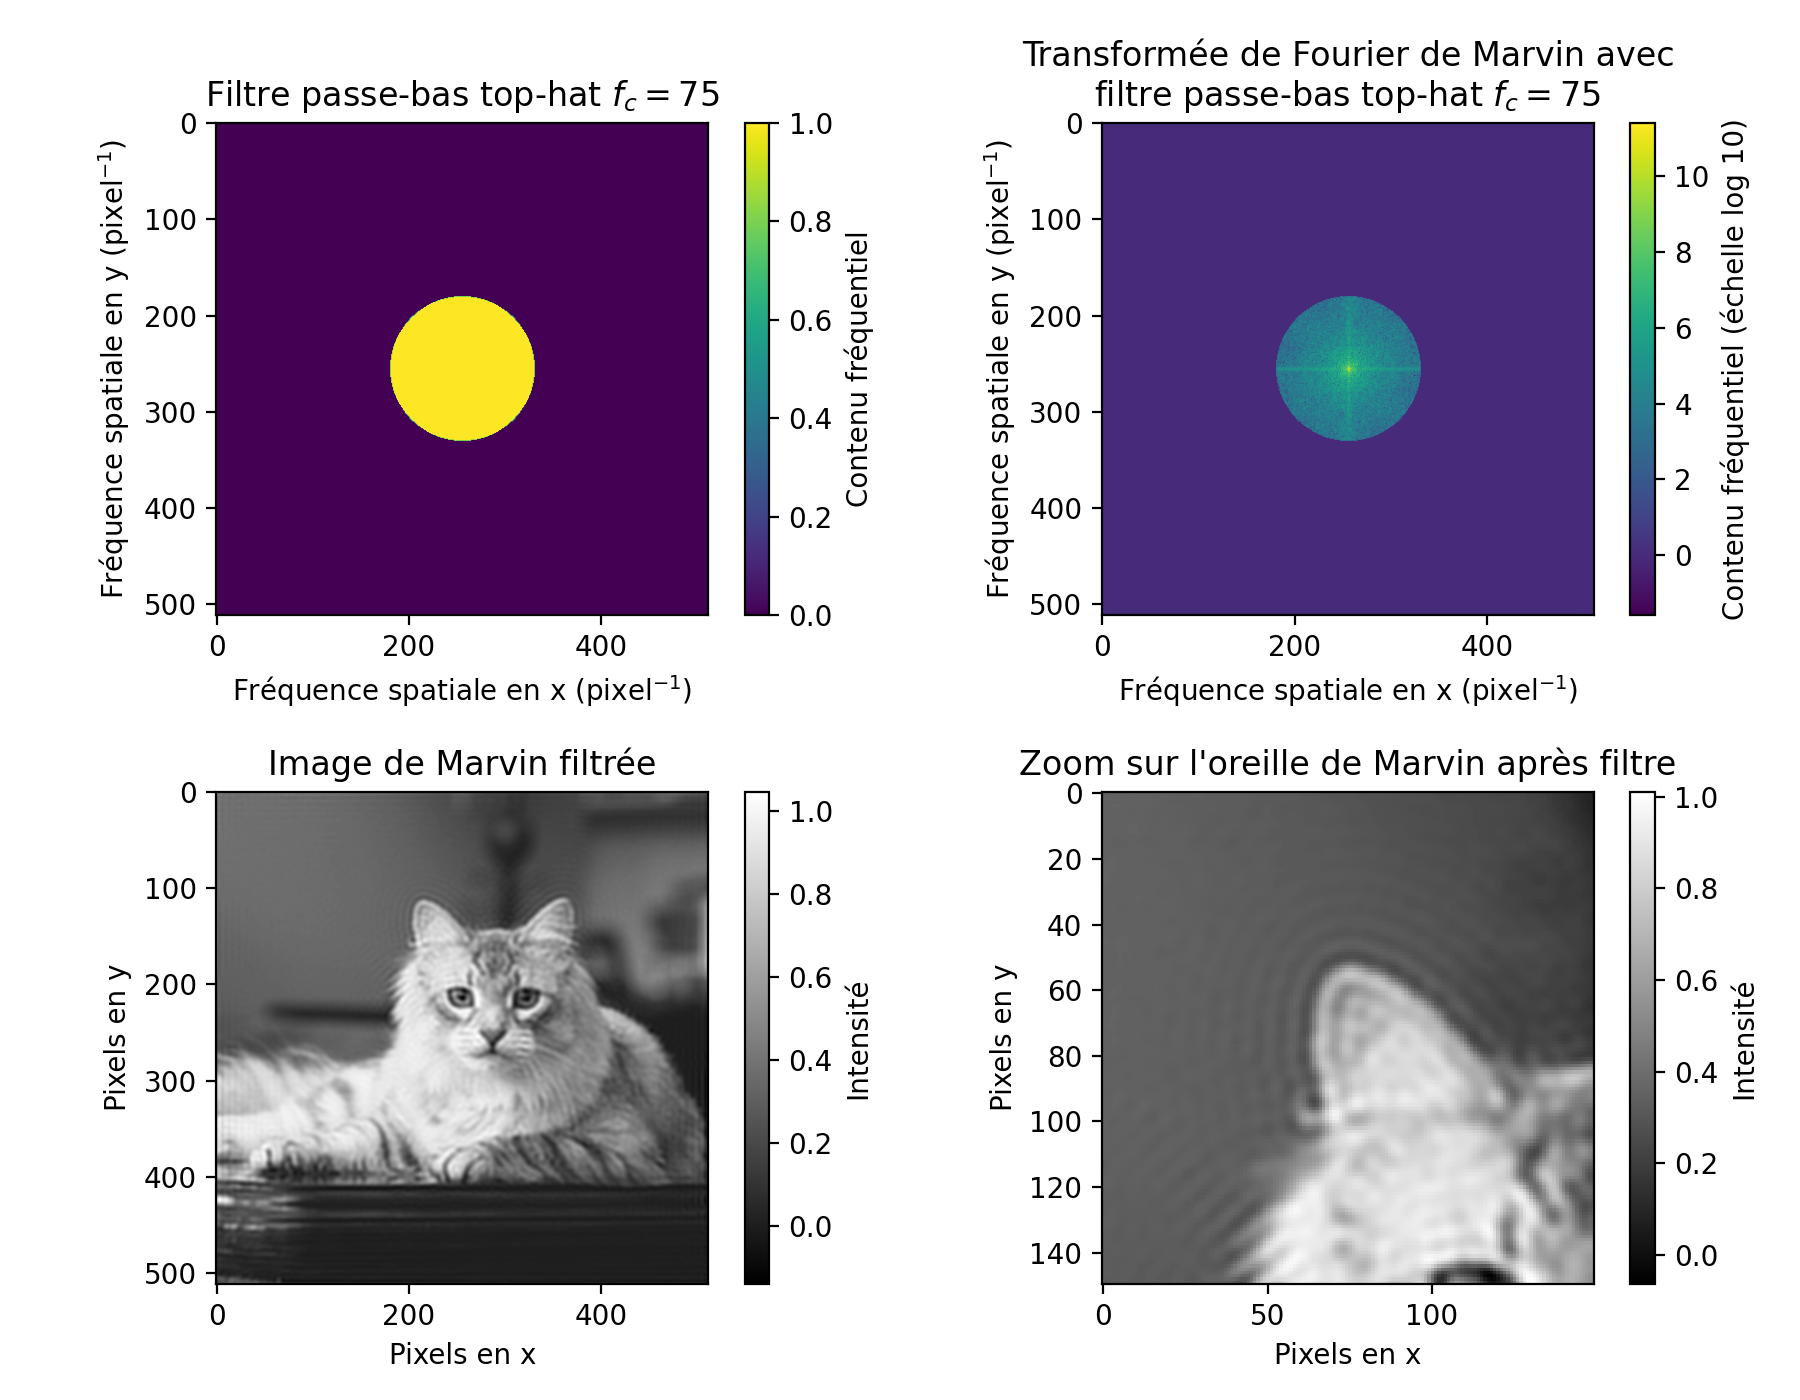 Filtre passe-bas top-hat $f_c = 75$
Fréquence spatiale en y (pixel⁻¹)
0
100
200
300
400
500
0 200 400
Fréquence spatiale en x (pixel⁻¹)
1.0
0.8
0.6
0.4
0.2
0.0
Contenu fréquentiel
Transformée de Fourier de Marvin avec
filtre passe-bas top-hat $f_c = 75$
Fréquence spatiale en y (pixel⁻¹)
0
100
200
300
400
500
0 200 400
Fréquence spatiale en x (pixel⁻¹)
10
8
6
4
2
0
Contenu fréquentiel (échelle log 10)
Image de Marvin filtrée
Pixels en y
0
100
200
300
400
500
0 200 400
Pixels en x
1.0
0.8
0.6
0.4
0.2
0.0
Intensité
Zoom sur l'oreille de Marvin après filtre
Pixels en y
0
20
40
60
80
100
120
140
0 50 100
Pixels en x
1.0
0.8
0.6
0.4
0.2
0.0
Intensité